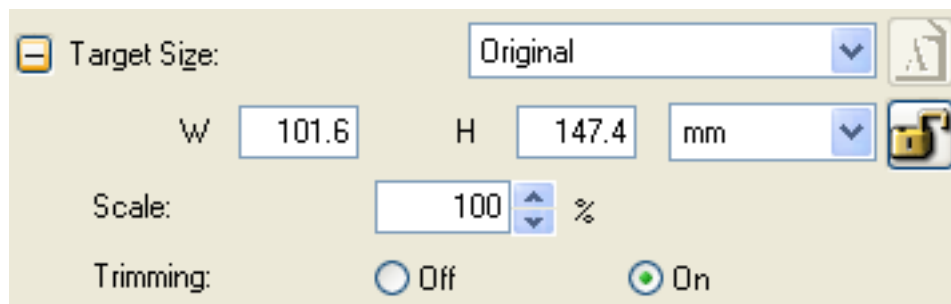 Target Size: Original
W 101.6 H 147.4 mm
Scale: 100 %
Trimming: Off On